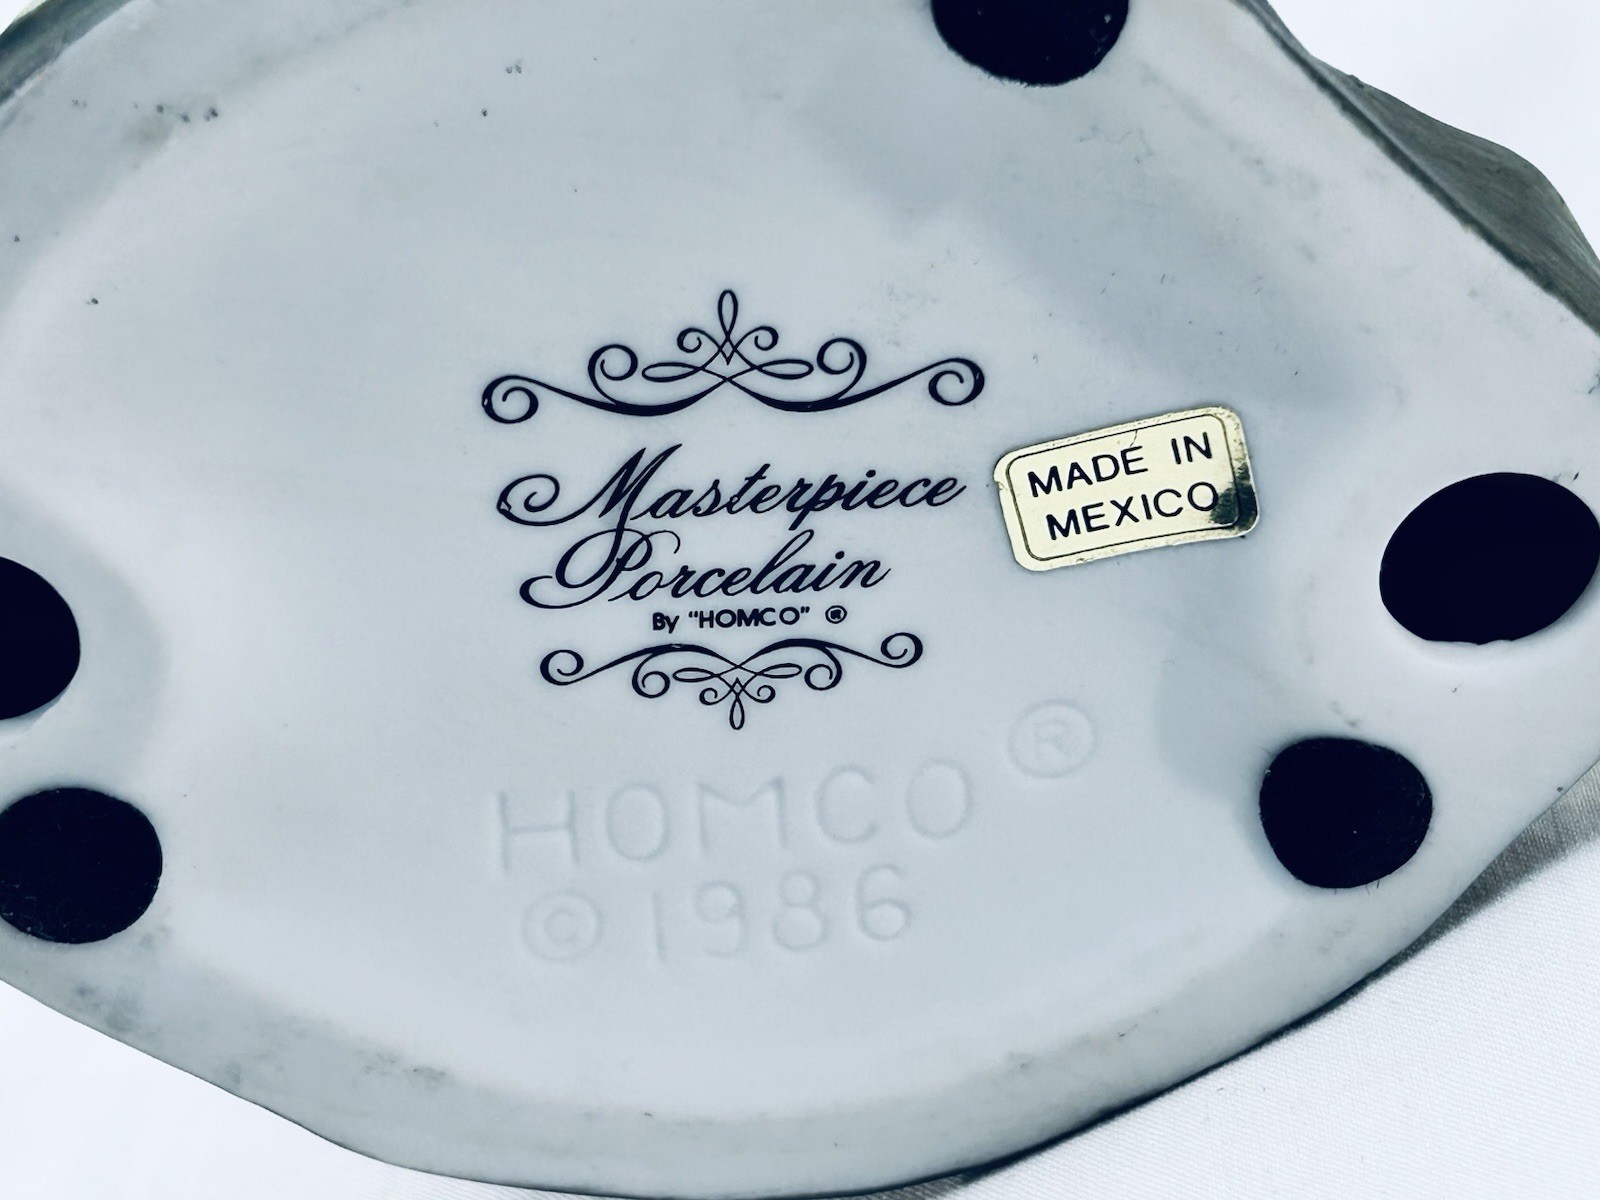 Masterpiece
Porcelain
By "HOMCO" ®
MADE IN
MEXICO
HOMCO ®
© 1986